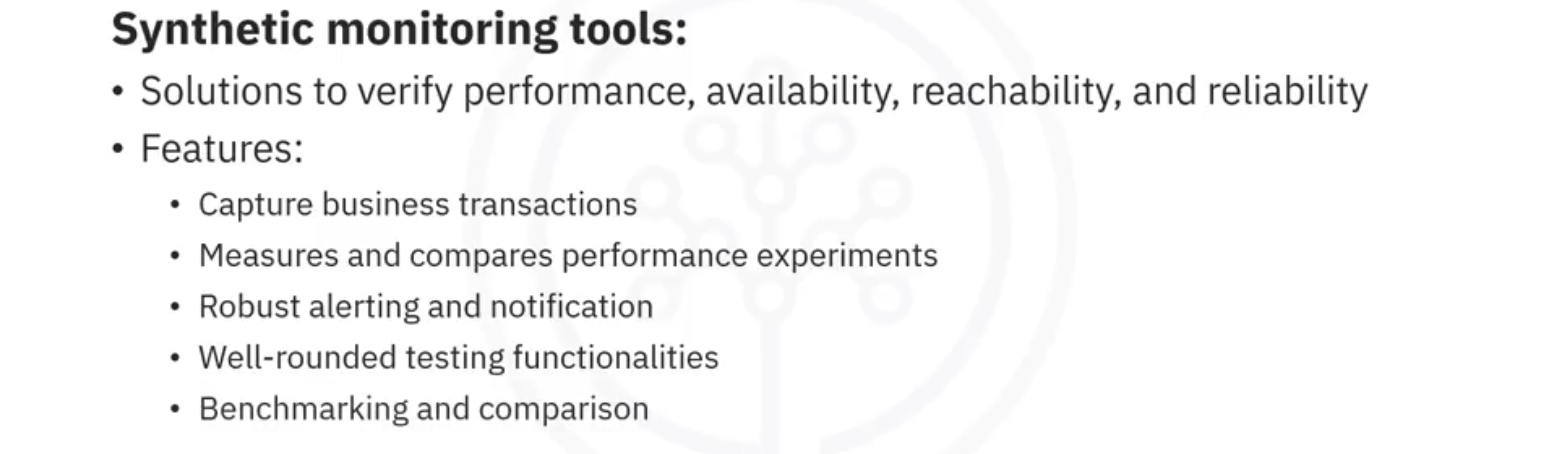 Synthetic monitoring tools:
• Solutions to verify performance, availability, reachability, and reliability
• Features:
• Capture business transactions
• Measures and compares performance experiments
• Robust alerting and notification
• Well-rounded testing functionalities
• Benchmarking and comparison